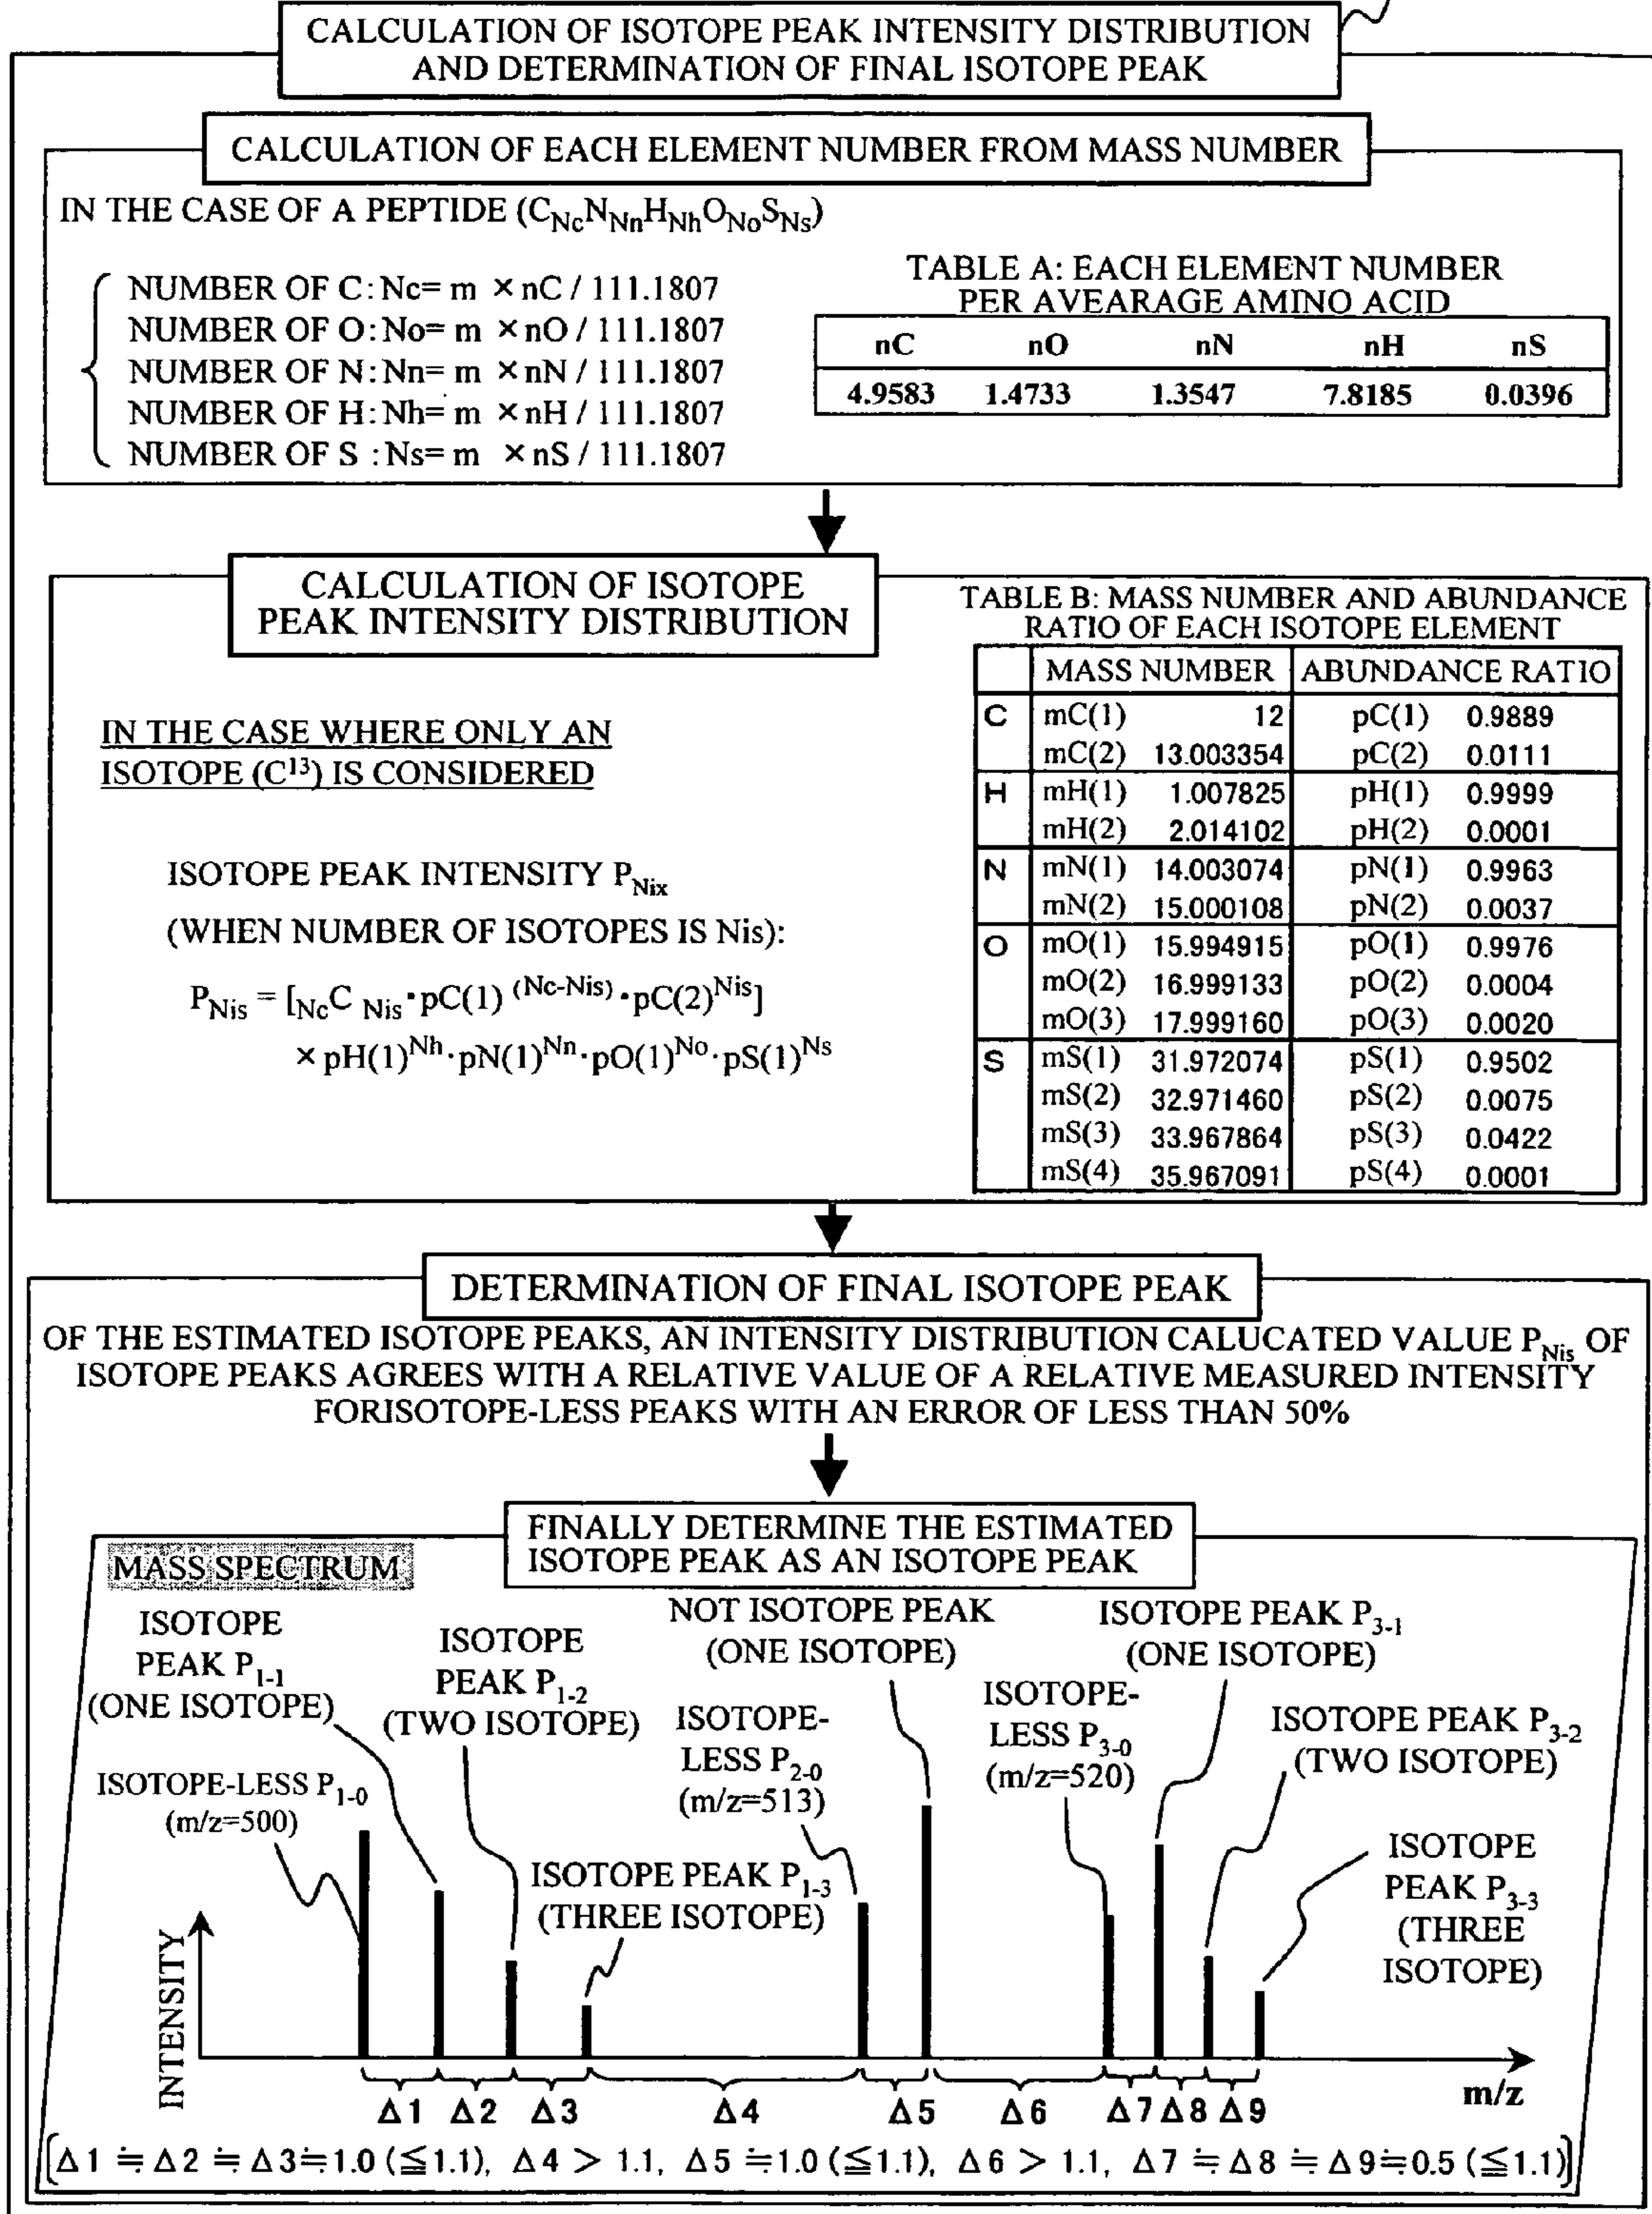 CALCULATION OF ISOTOPE PEAK INTENSITY DISTRIBUTION
AND DETERMINATION OF FINAL ISOTOPE PEAK
CALCULATION OF EACH ELEMENT NUMBER FROM MASS NUMBER
IN THE CASE OF A PEPTIDE (C_Nc N_Nn H_Nh O_No S_Ns)
NUMBER OF C: Nc= m × nC / 111.1807
NUMBER OF O: No= m × nO / 111.1807
NUMBER OF N: Nn= m × nN / 111.1807
NUMBER OF H: Nh= m × nH / 111.1807
NUMBER OF S : Ns= m × nS / 111.1807
TABLE A: EACH ELEMENT NUMBER
PER AVEARAGE AMINO ACID
nC nO nN nH nS
4.9583 1.4733 1.3547 7.8185 0.0396
CALCULATION OF ISOTOPE
PEAK INTENSITY DISTRIBUTION
IN THE CASE WHERE ONLY AN
ISOTOPE (C¹³) IS CONSIDERED
ISOTOPE PEAK INTENSITY P_Nix
(WHEN NUMBER OF ISOTOPES IS Nis):
P_Nis = [_Nc C _Nis · pC(1)^(Nc-Nis) · pC(2)^Nis]
× pH(1)^Nh · pN(1)^Nn · pO(1)^No · pS(1)^Ns
TABLE B: MASS NUMBER AND ABUNDANCE
RATIO OF EACH ISOTOPE ELEMENT
MASS NUMBER ABUNDANCE RATIO
C mC(1) 12 pC(1) 0.9889
mC(2) 13.003354 pC(2) 0.0111
H mH(1) 1.007825 pH(1) 0.9999
mH(2) 2.014102 pH(2) 0.0001
N mN(1) 14.003074 pN(1) 0.9963
mN(2) 15.000108 pN(2) 0.0037
O mO(1) 15.994915 pO(1) 0.9976
mO(2) 16.999133 pO(2) 0.0004
mO(3) 17.999160 pO(3) 0.0020
S mS(1) 31.972074 pS(1) 0.9502
mS(2) 32.971460 pS(2) 0.0075
mS(3) 33.967864 pS(3) 0.0422
mS(4) 35.967091 pS(4) 0.0001
DETERMINATION OF FINAL ISOTOPE PEAK
OF THE ESTIMATED ISOTOPE PEAKS, AN INTENSITY DISTRIBUTION CALUCATED VALUE P_Nis OF
ISOTOPE PEAKS AGREES WITH A RELATIVE VALUE OF A RELATIVE MEASURED INTENSITY
FORISOTOPE-LESS PEAKS WITH AN ERROR OF LESS THAN 50%
FINALLY DETERMINE THE ESTIMATED
ISOTOPE PEAK AS AN ISOTOPE PEAK
MASS SPECTRUM
ISOTOPE
PEAK P_1-1
(ONE ISOTOPE)
ISOTOPE
PEAK P_1-2
(TWO ISOTOPE)
NOT ISOTOPE PEAK
(ONE ISOTOPE)
ISOTOPE PEAK P_3-1
(ONE ISOTOPE)
ISOTOPE-LESS P_1-0
(m/z=500)
ISOTOPE-
LESS P_2-0
(m/z=513)
ISOTOPE-
LESS P_3-0
(m/z=520)
ISOTOPE PEAK P_3-2
(TWO ISOTOPE)
ISOTOPE PEAK P_1-3
(THREE ISOTOPE)
ISOTOPE
PEAK P_3-3
(THREE
ISOTOPE)
INTENSITY
m/z
Δ1 Δ2 Δ3 Δ4 Δ5 Δ6 Δ7 Δ8 Δ9
[Δ1 ≒ Δ2 ≒ Δ3≒1.0 (≦1.1), Δ4 > 1.1, Δ5 ≒1.0 (≦1.1), Δ6 > 1.1, Δ7 ≒ Δ8 ≒ Δ9≒0.5 (≦1.1)]